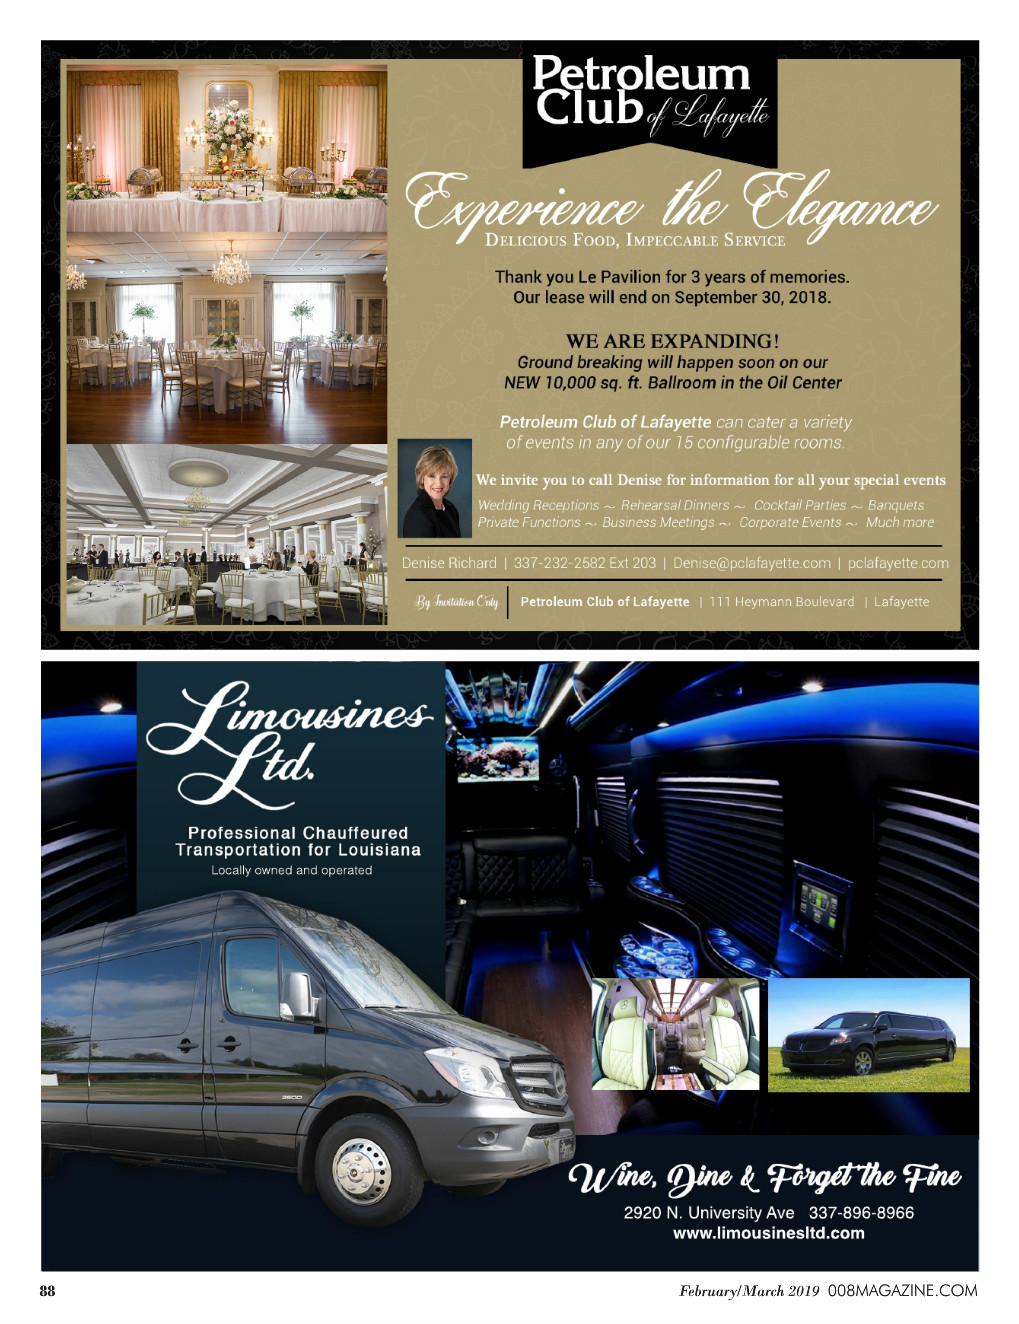 Petroleum
Club of Lafayette
Experience the Elegance
DELICIOUS FOOD, IMPECCABLE SERVICE
Thank you Le Pavilion for 3 years of memories.
Our lease will end on September 30, 2018.
WE ARE EXPANDING!
Ground breaking will happen soon on our
NEW 10,000 sq. ft. Ballroom in the Oil Center
Petroleum Club of Lafayette can cater a variety
of events in any of our 15 configurable rooms.
We invite you to call Denise for information for all your special events
Wedding Receptions ~ Rehearsal Dinners ~ Cocktail Parties ~ Banquets
Private Functions ~ Business Meetings ~ Corporate Events ~ Much more
Denise Richard | 337-232-2582 Ext 203 | Denise@pclafayette.com | pclafayette.com
By Invitation Only | Petroleum Club of Lafayette | 111 Heymann Boulevard | Lafayette
Limousines
Ltd.
Professional Chauffeured
Transportation for Louisiana
Locally owned and operated
3500
Wine, Dine & Forget the Fine
2920 N. University Ave 337-896-8966
www.limousinesltd.com
88
February/March 2019 008MAGAZINE.COM